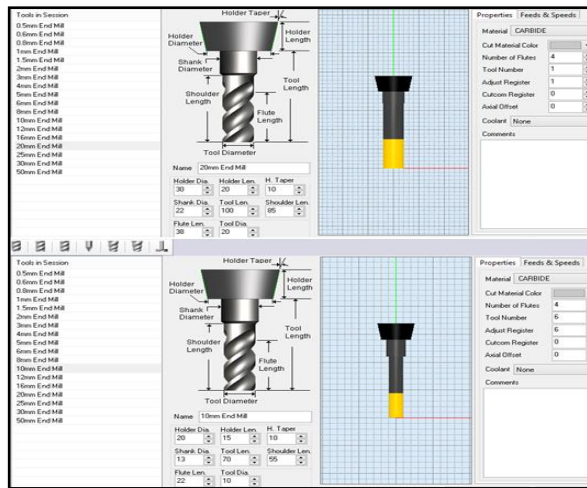 Tools in Session
0.5mm End Mill
0.6mm End Mill
0.8mm End Mill
1mm End Mill
1.5mm End Mill
2mm End Mill
3mm End Mill
4mm End Mill
5mm End Mill
6mm End Mill
8mm End Mill
10mm End Mill
12mm End Mill
16mm End Mill
20mm End Mill
25mm End Mill
30mm End Mill
50mm End Mill
Holder Taper
Holder Diameter
Holder Length
Shank Diameter
Tool Length
Shoulder Length
Flute Length
Tool Diameter
Name 20mm End Mill
Holder Dia. Holder Len. H. Taper
30 20 10
Shank Dia. Tool Len. Shoulder Len.
22 100 85
Flute Len. Tool Dia.
38 20
Properties Feeds & Speeds
Material CARBIDE
Cut Material Color
Number of Flutes 4
Tool Number 1
Adjust Register 1
Cutcom Register 0
Axial Offset 0
Coolant None
Comments
Tools in Session
0.5mm End Mill
0.6mm End Mill
0.8mm End Mill
1mm End Mill
1.5mm End Mill
2mm End Mill
3mm End Mill
4mm End Mill
5mm End Mill
6mm End Mill
8mm End Mill
10mm End Mill
12mm End Mill
16mm End Mill
20mm End Mill
25mm End Mill
30mm End Mill
50mm End Mill
Holder Taper
Holder Diameter
Holder Length
Shank Diameter
Tool Length
Shoulder Length
Flute Length
Tool Diameter
Name 10mm End Mill
Holder Dia. Holder Len. H. Taper
20 15 10
Shank Dia. Tool Len. Shoulder Len.
13 70 55
Flute Len. Tool Dia.
22 10
Properties Feeds & Speeds
Material CARBIDE
Cut Material Color
Number of Flutes 4
Tool Number 6
Adjust Register 6
Cutcom Register 0
Axial Offset 0
Coolant None
Comments